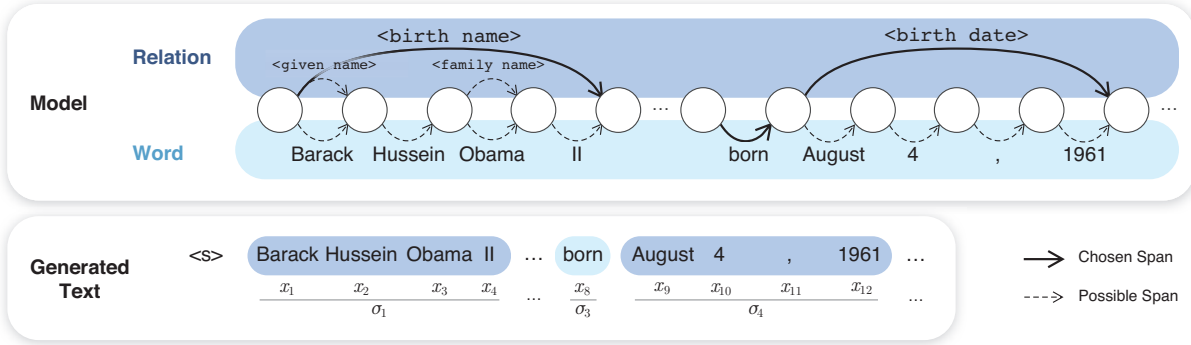 <birth name>
<birth date>
Relation
<given name>
<family name>
Model
...
...
Word
Barack Hussein Obama II born August 4 , 1961
Generated Text
<s> Barack Hussein Obama II ... born August 4 , 1961 ...
x1 x2 x3 x4 ... x8 x9 x10 x11 x12 ...
σ1 σ3 σ4
Chosen Span
Possible Span